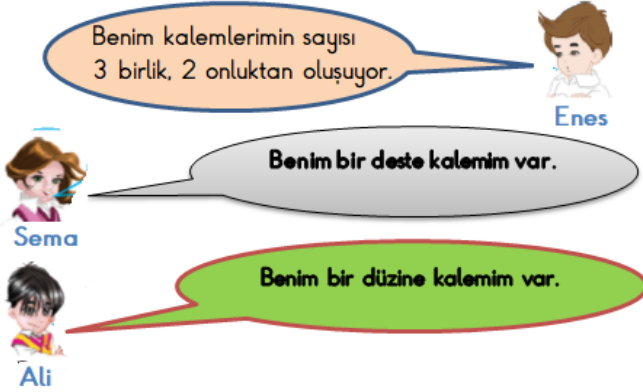 Benim kalemlerimin sayısı
3 birlik, 2 onluktan oluşuyor.
Enes
Benim bir deste kalemim var.
Sema
Benim bir düzine kalemim var.
Ali